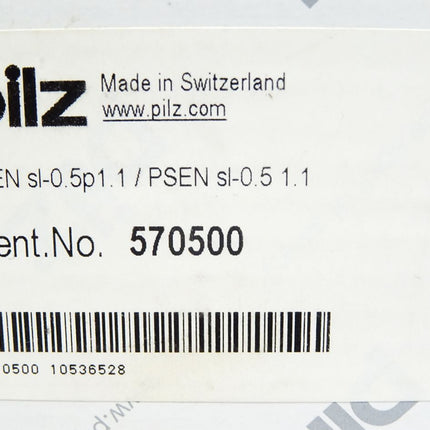 pilz
Made in Switzerland
www.pilz.com
EN sl-0.5p1.1 / PSEN sl-0.5 1.1
ent.No. 570500
0500 10536528